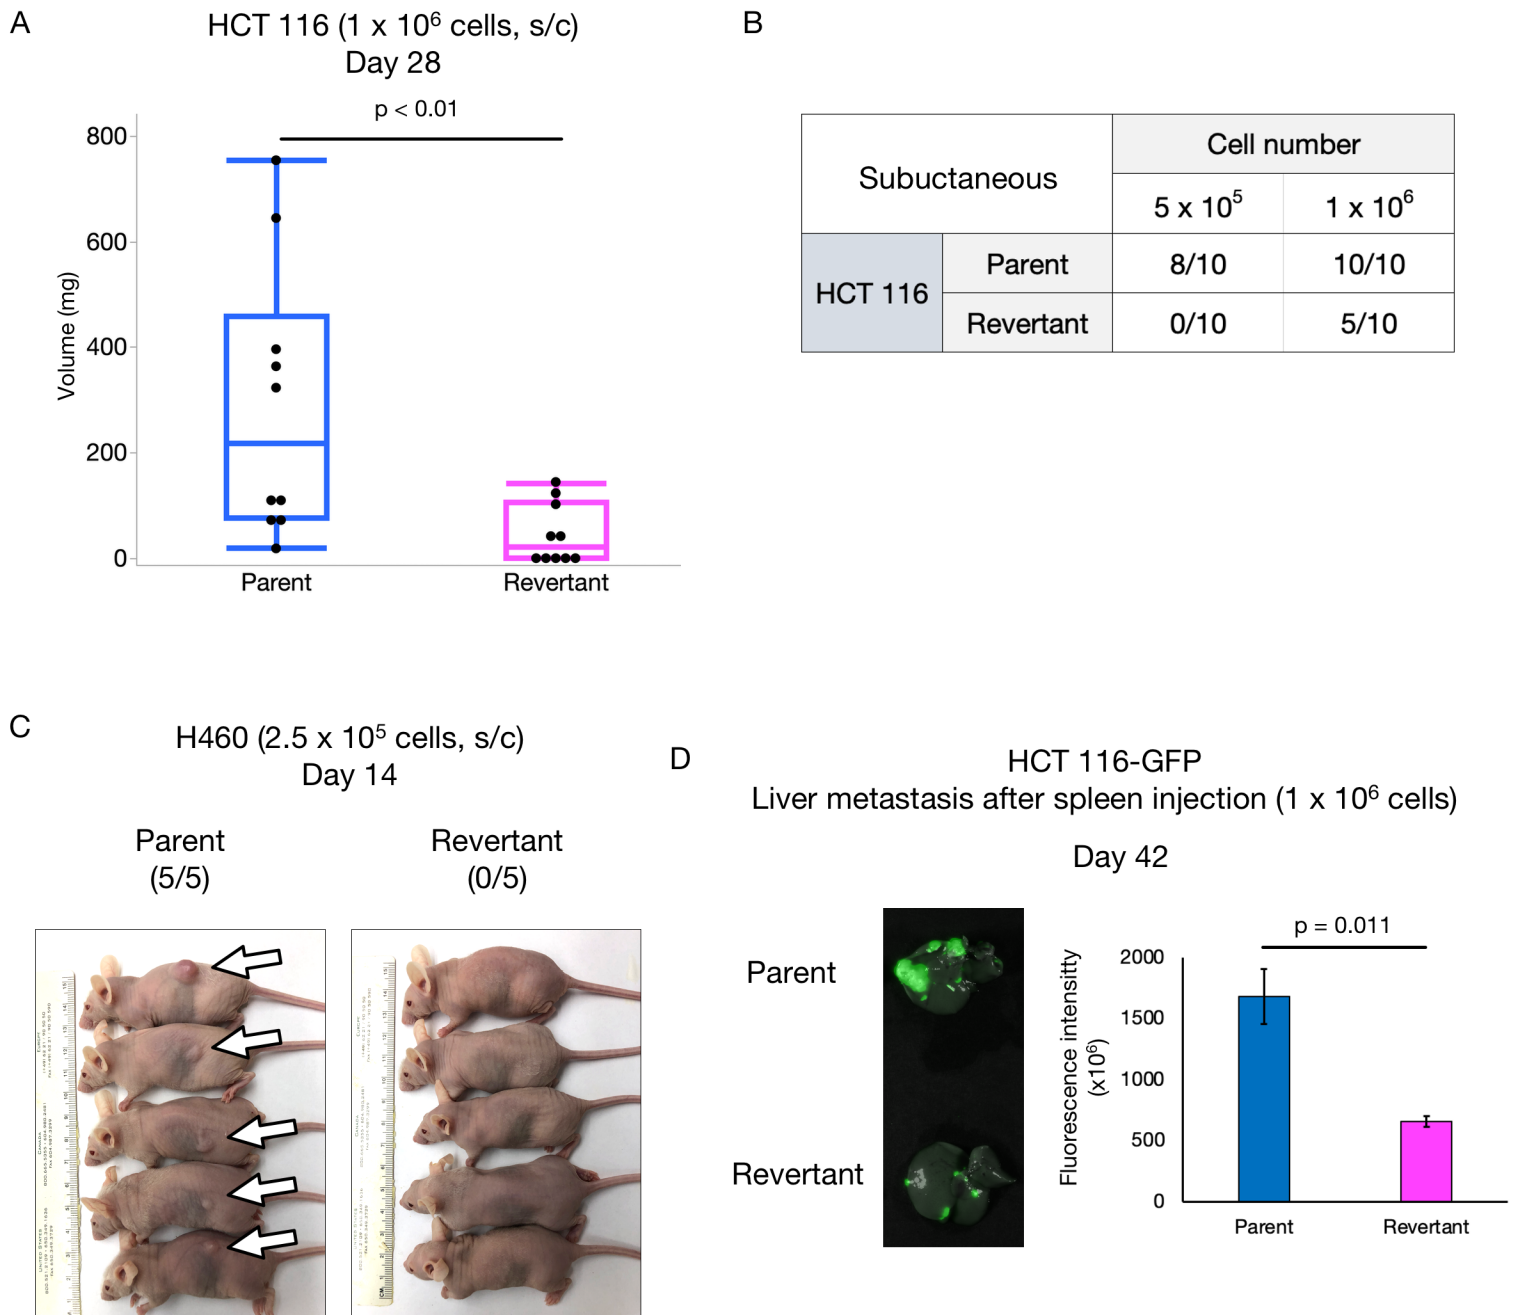 A
HCT 116 (1 x 10⁶ cells, s/c)
Day 28
p < 0.01
800
600
400
200
0
Volume (mg)
Parent
Revertant
B
Subuctaneous
Cell number
5 x 10⁵
1 x 10⁶
HCT 116
Parent
8/10
10/10
Revertant
0/10
5/10
C
H460 (2.5 x 10⁵ cells, s/c)
Day 14
Parent
(5/5)
Revertant
(0/5)
D
HCT 116-GFP
Liver metastasis after spleen injection (1 x 10⁶ cells)
Day 42
Parent
Revertant
p = 0.011
Fluorescence intensitty
(x10⁶)
2000
1500
1000
500
0
Parent
Revertant